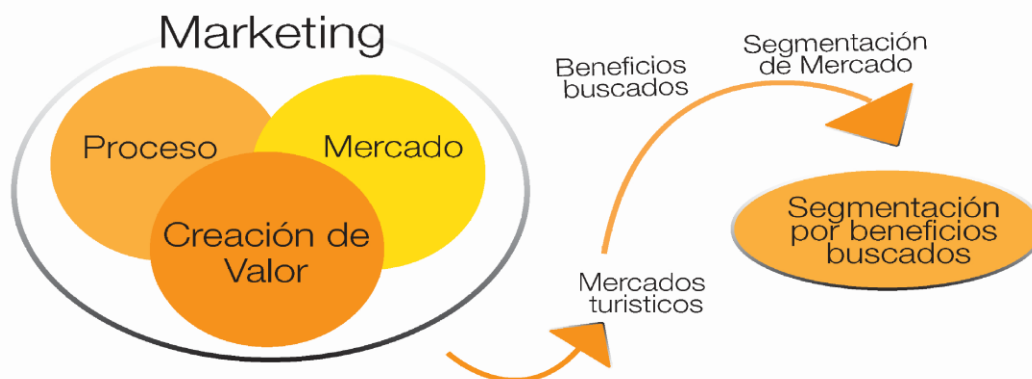 Marketing
Proceso
Mercado
Creación de
Valor
Beneficios
buscados
Segmentación
de Mercado
Mercados
turisticos
Segmentación
por beneficios
buscados